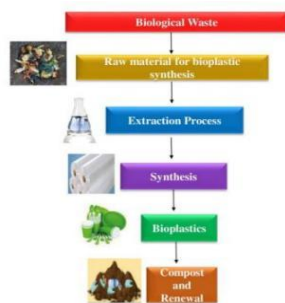 Biological Waste
Raw material for bioplastic
synthesis
Extraction Process
Synthesis
Bioplastics
Compost
and
Renewal